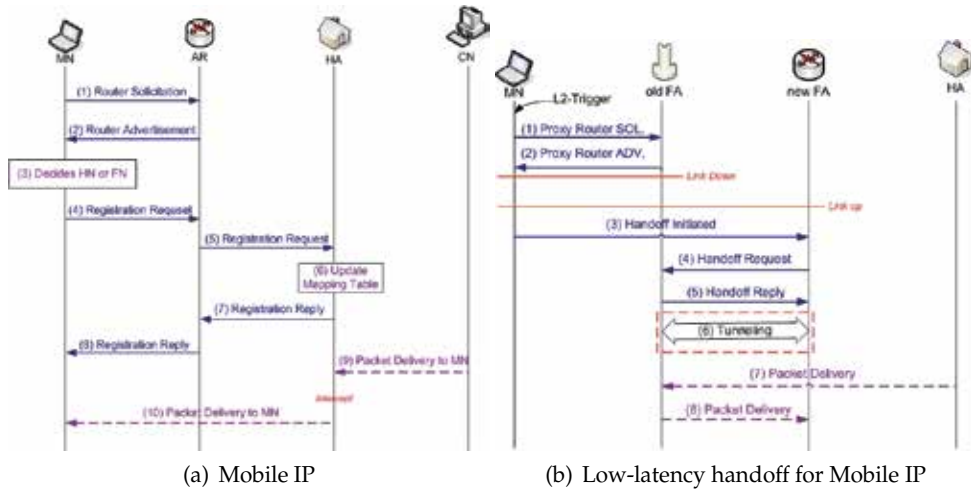 MN
AR
HA
CN
(1) Router Solicitation
(2) Router Advertisement
(3) Decides HN or FN
(4) Registration Requset
(5) Registration Request
(6) Update
Mapping Table
(7) Registration Reply
(8) Registration Reply
(9) Packet Delivery to MN
(10) Packet Delivery to MN
(a) Mobile IP
MN
old FA
new FA
HA
L2-Trigger
(1) Proxy Router SOL.
(2) Proxy Router ADV.
Link Down
Link up
(3) Handoff Initiated
(4) Handoff Request
(5) Handoff Reply
(6) Tunneling
(7) Packet Delivery
(8) Packet Delivery
(b) Low-latency handoff for Mobile IP